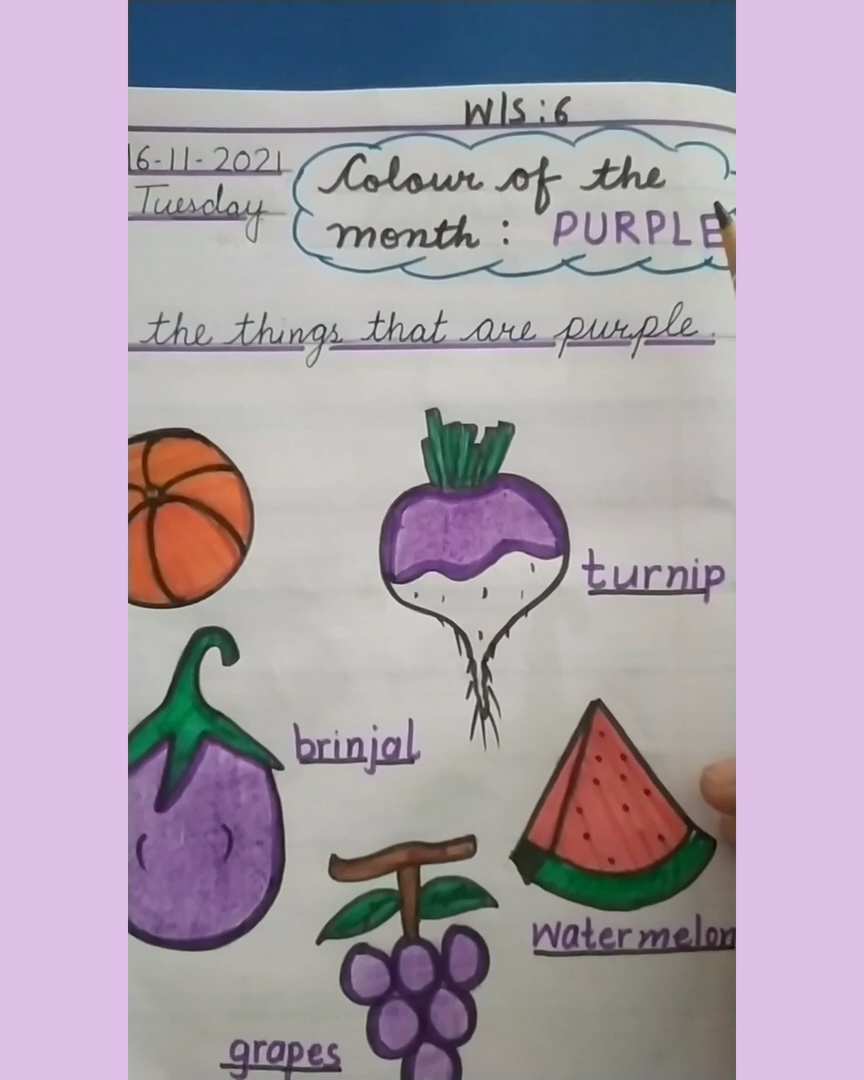 W/S : 6
16-11-2021
Tuesday
Colour of the
month : PURPLE
the things that are purple.
turnip
brinjal
watermelon
grapes